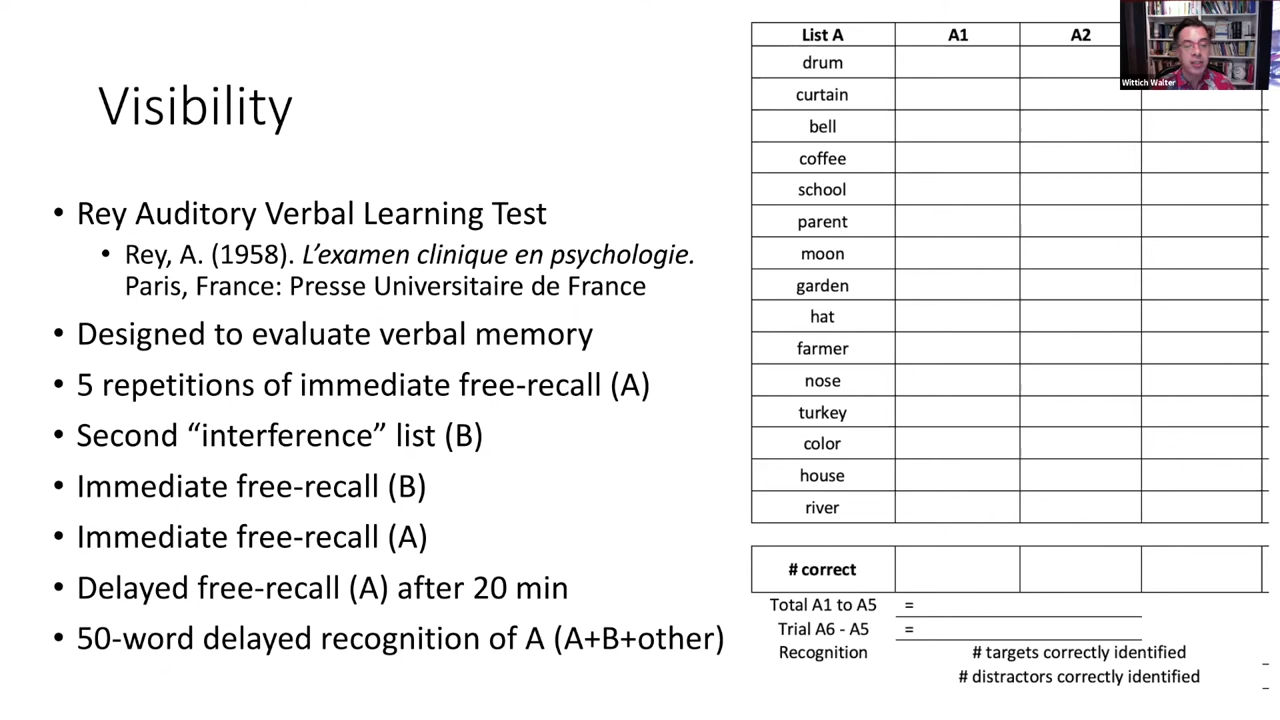 Visibility
• Rey Auditory Verbal Learning Test
• Rey, A. (1958). L’examen clinique en psychologie.
Paris, France: Presse Universitaire de France
• Designed to evaluate verbal memory
• 5 repetitions of immediate free-recall (A)
• Second “interference” list (B)
• Immediate free-recall (B)
• Immediate free-recall (A)
• Delayed free-recall (A) after 20 min
• 50-word delayed recognition of A (A+B+other)
List A A1 A2
drum
curtain
bell
coffee
school
parent
moon
garden
hat
farmer
nose
turkey
color
house
river
# correct
Total A1 to A5 =
Trial A6 - A5 =
Recognition # targets correctly identified
# distractors correctly identified
Wittich Walter